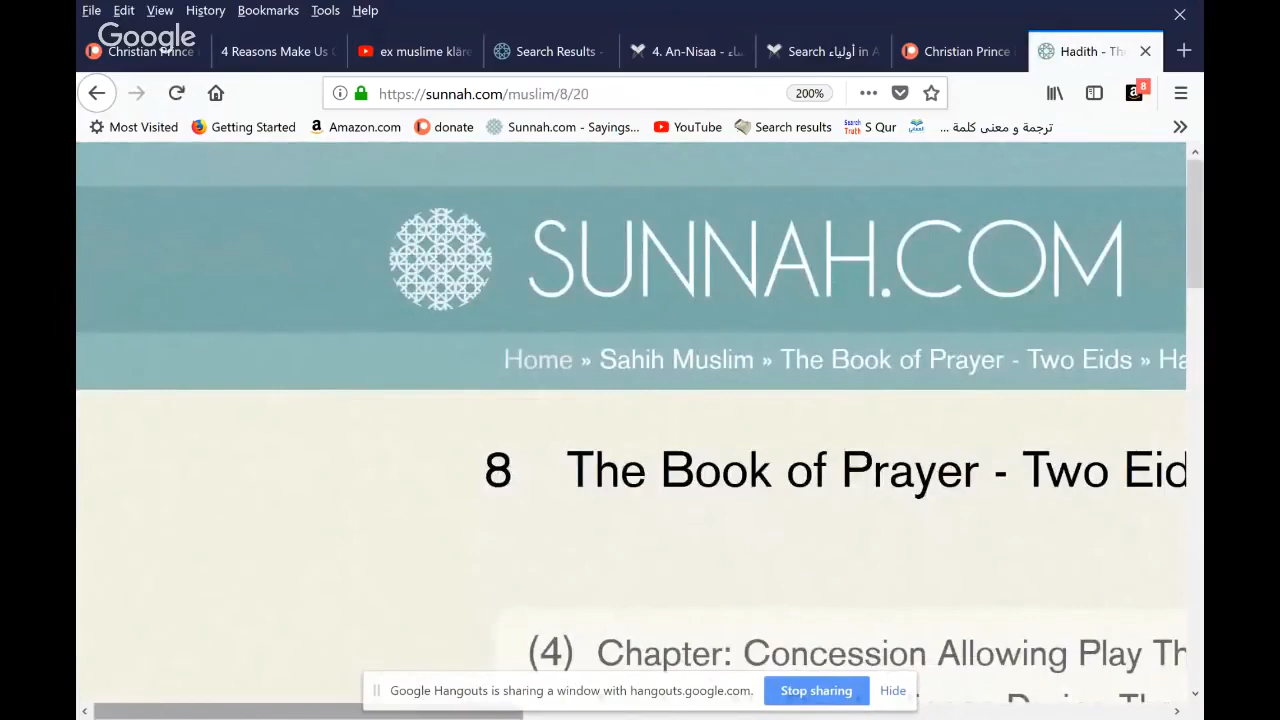 File Edit View History Bookmarks Tools Help
Google
Christian Prince
4 Reasons Make Us
ex muslime kläre
Search Results -
4. An-Nisaa -
Search أولياء in A
Christian Prince
Hadith - Th
https://sunnah.com/muslim/8/20
200%
8
Most Visited
Getting Started
Amazon.com
donate
Sunnah.com - Sayings...
YouTube
Search results
Search Truth
S Qur
ترجمة و معنى كلمة ...
SUNNAH.COM
Home » Sahih Muslim » The Book of Prayer - Two Eids » Ha
8 The Book of Prayer - Two Eid
(4) Chapter: Concession Allowing Play Th
Google Hangouts is sharing a window with hangouts.google.com.
Stop sharing
Hide